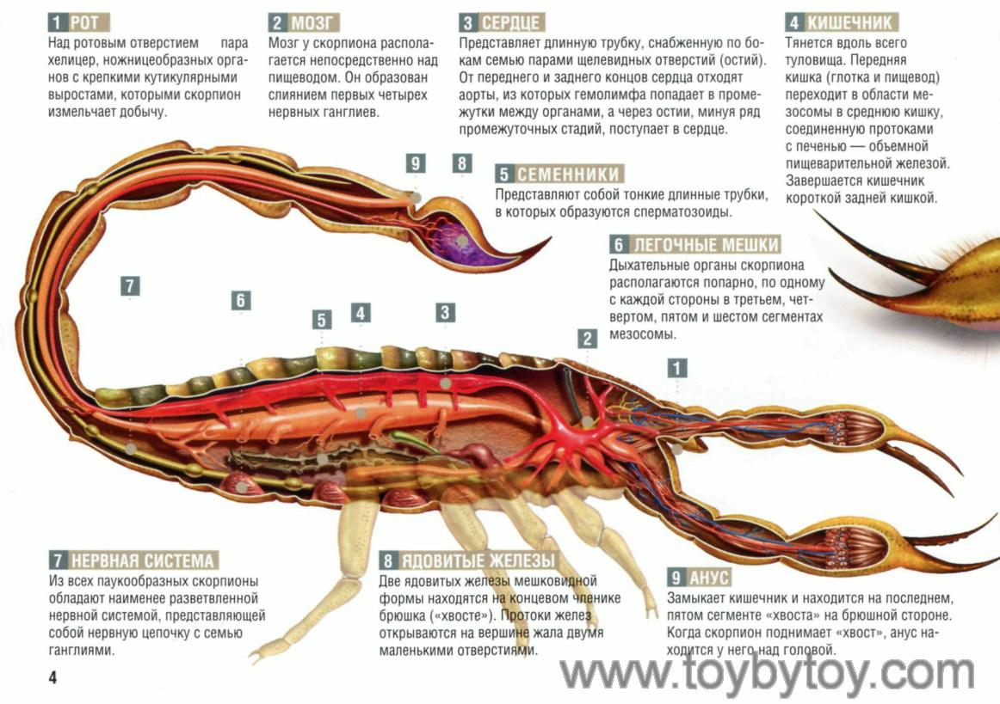 1 РОТ
Над ротовым отверстием пара
хелицер, ножницеобразных орга-
нов с крепкими кутикулярными
выростами, которыми скорпион
измельчает добычу.
2 МОЗГ
Мозг у скорпиона распола-
гается непосредственно над
пищеводом. Он образован
слиянием первых четырех
нервных ганглиев.
3 СЕРДЦЕ
Представляет длинную трубку, снабженную по бо-
кам семью парами щелевидных отверстий (остий).
От переднего и заднего концов сердца отходят
аорты, из которых гемолимфа попадает в проме-
жутки между органами, а через остии, минуя ряд
промежуточных стадий, поступает в сердце.
4 КИШЕЧНИК
Тянется вдоль всего
туловища. Передняя
кишка (глотка и пищевод)
переходит в области ме-
зосомы в среднюю кишку,
соединенную протоками
с печенью — объемной
пищеварительной железой.
Завершается кишечник
короткой задней кишкой.
9
8
5 СЕМЕННИКИ
Представляют собой тонкие длинные трубки,
в которых образуются сперматозоиды.
6 ЛЕГОЧНЫЕ МЕШКИ
Дыхательные органы скорпиона
располагаются попарно, по одному
с каждой стороны в третьем, чет-
вертом, пятом и шестом сегментах
мезосомы.
7
6
5
4
3
2
1
7 НЕРВНАЯ СИСТЕМА
Из всех паукообразных скорпионы
обладают наименее разветвленной
нервной системой, представляющей
собой нервную цепочку с семью
ганглиями.
8 ЯДОВИТЫЕ ЖЕЛЕЗЫ
Две ядовитых железы мешковидной
формы находятся на концевом членике
брюшка («хвосте»). Протоки желез
открываются на вершине жала двумя
маленькими отверстиями.
9 АНУС
Замыкает кишечник и находится на последнем,
пятом сегменте «хвоста» на брюшной стороне.
Когда скорпион поднимает «хвост», анус на-
ходится у него над головой.
4
www.toybytoy.com